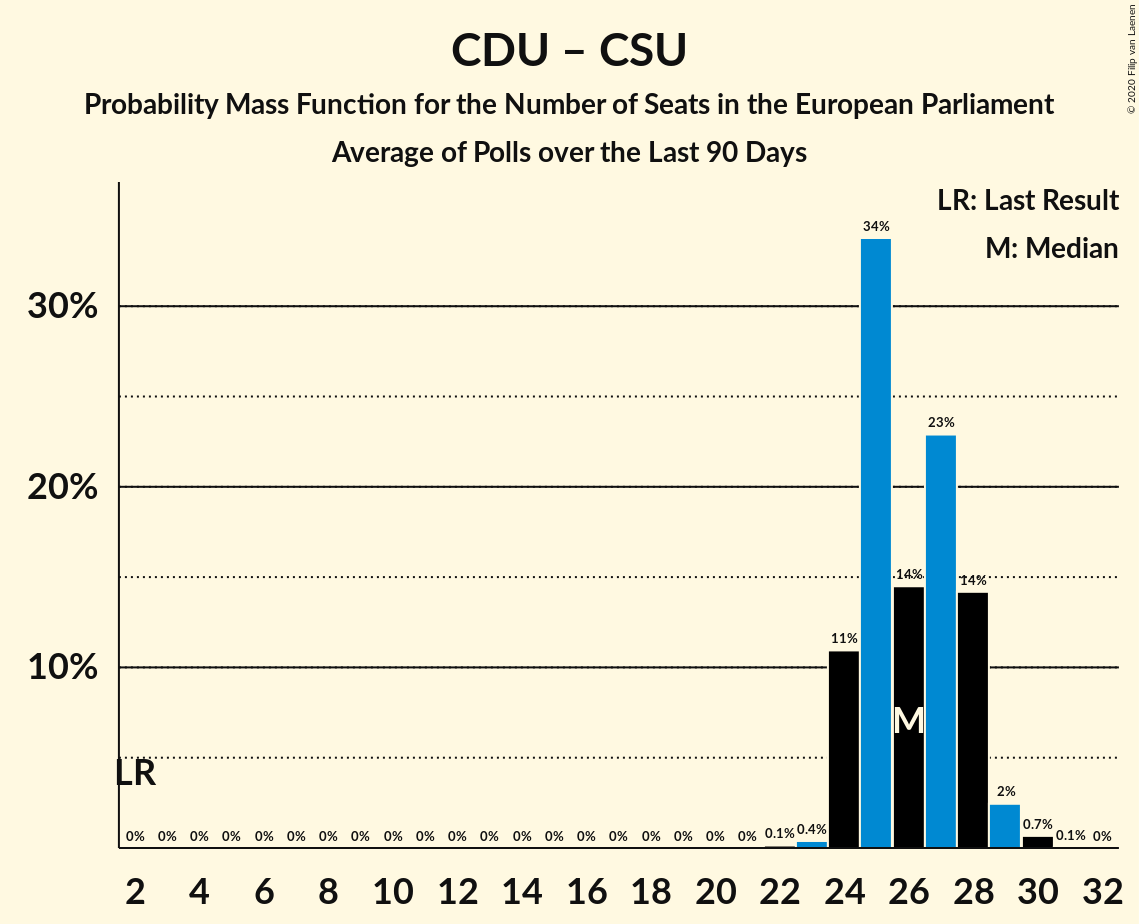 CDU – CSU
Probability Mass Function for the Number of Seats in the European Parliament
Average of Polls over the Last 90 Days
© 2020 Filip van Laenen
LR: Last Result
M: Median
34%
30%
23%
20%
14%
14%
11%
10%
M
LR
0% 0% 0% 0% 0% 0% 0% 0% 0% 0% 0% 0% 0% 0% 0% 0% 0% 0% 0% 0% 0.1% 0.4% 2% 0.7% 0.1% 0%
2 4 6 8 10 12 14 16 18 20 22 24 26 28 30 32